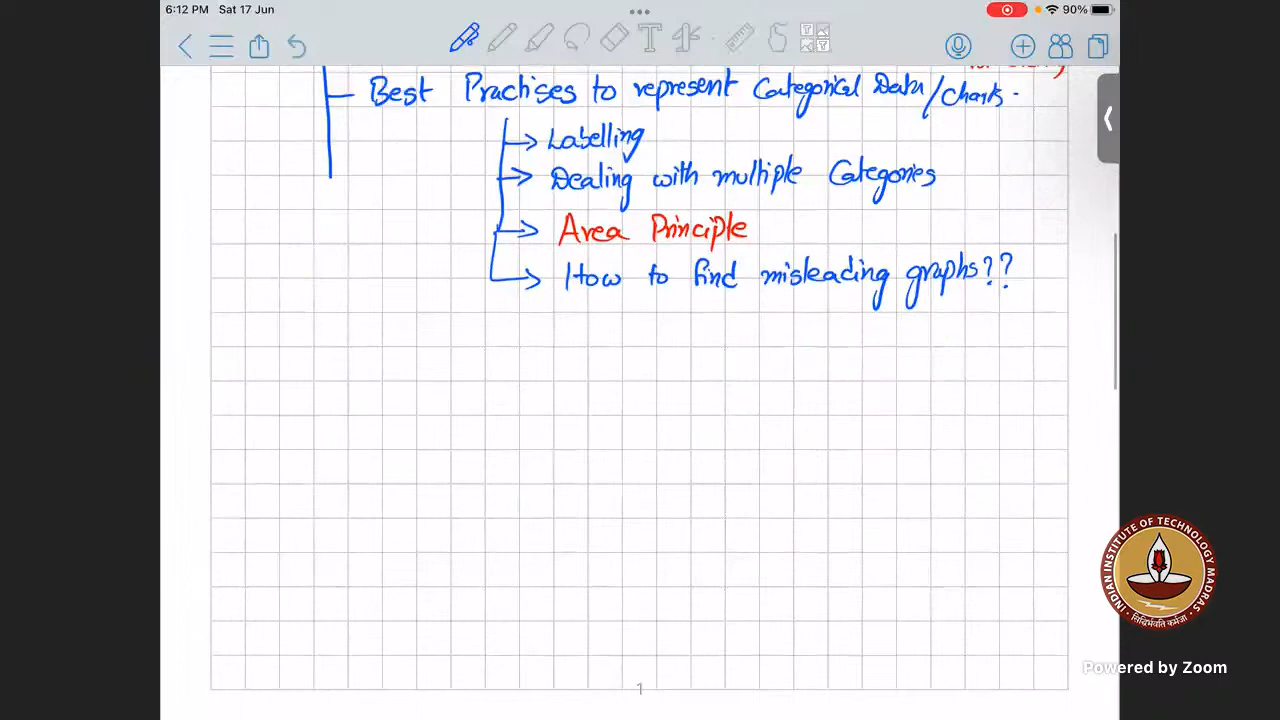 6:12 PM Sat 17 Jun
90%
Best Practises to represent Categorical Data/charts.
Labelling
Dealing with multiple Categories
Area Principle
How to find misleading graphs??
1
INDIAN INSTITUTE OF TECHNOLOGY MADRAS
सिद्धिर्भवति कर्मजा
Powered by Zoom